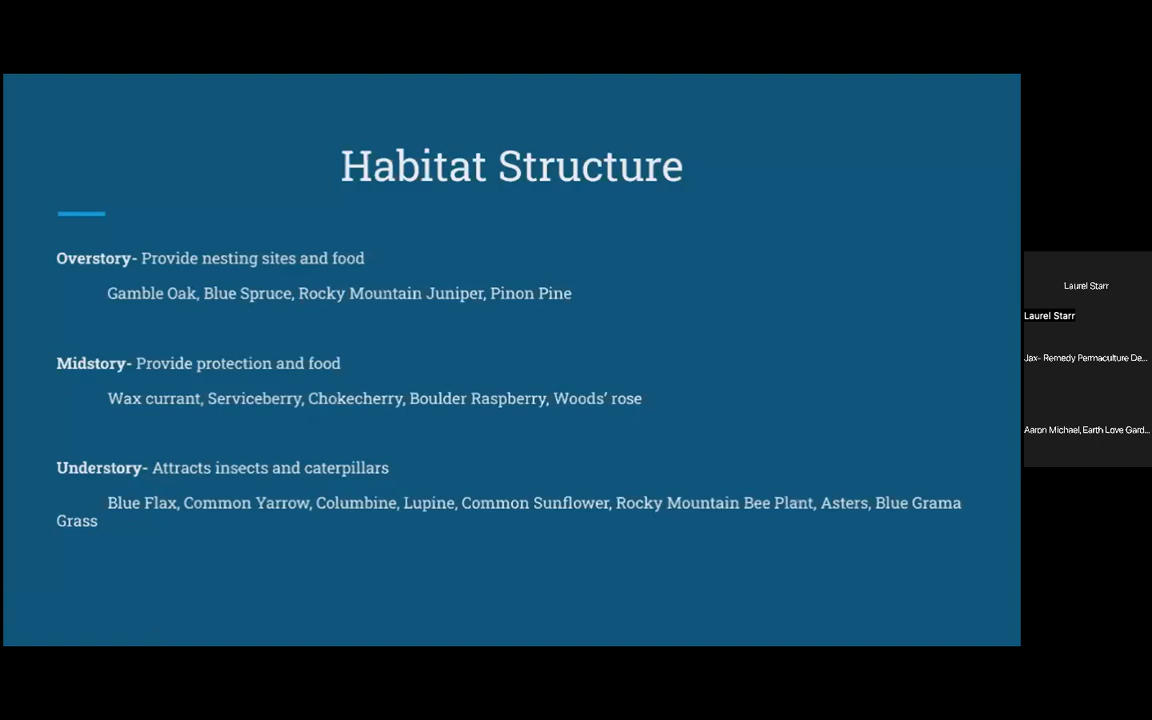 Habitat Structure
Overstory- Provide nesting sites and food
Gamble Oak, Blue Spruce, Rocky Mountain Juniper, Pinon Pine
Midstory- Provide protection and food
Wax currant, Serviceberry, Chokecherry, Boulder Raspberry, Woods' rose
Understory- Attracts insects and caterpillars
Blue Flax, Common Yarrow, Columbine, Lupine, Common Sunflower, Rocky Mountain Bee Plant, Asters, Blue Grama
Grass
Laurel Starr
Laurel Starr
Jax- Remedy Permaculture De...
Aaron Michael, Earth Love Gard...